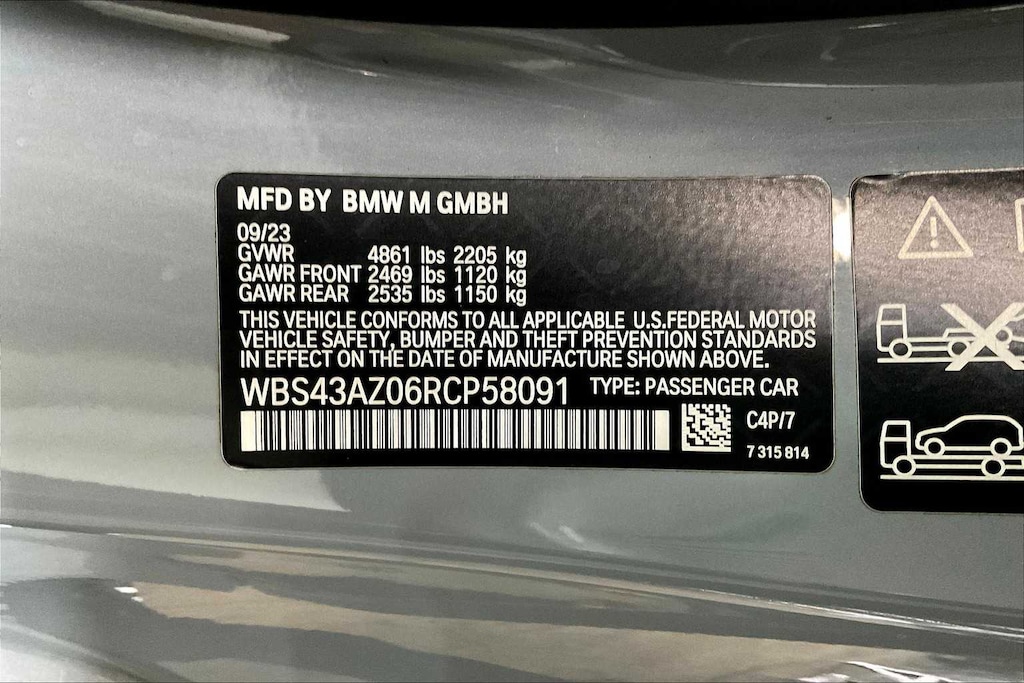 MFD BY BMW M GMBH
09/23
GVWR 4861 lbs 2205 kg
GAWR FRONT 2469 lbs 1120 kg
GAWR REAR 2535 lbs 1150 kg
THIS VEHICLE CONFORMS TO ALL APPLICABLE U.S.FEDERAL MOTOR
VEHICLE SAFETY, BUMPER AND THEFT PREVENTION STANDARDS
IN EFFECT ON THE DATE OF MANUFACTURE SHOWN ABOVE.
WBS43AZ06RCP58091 TYPE: PASSENGER CAR
C4P/7
7 315 814